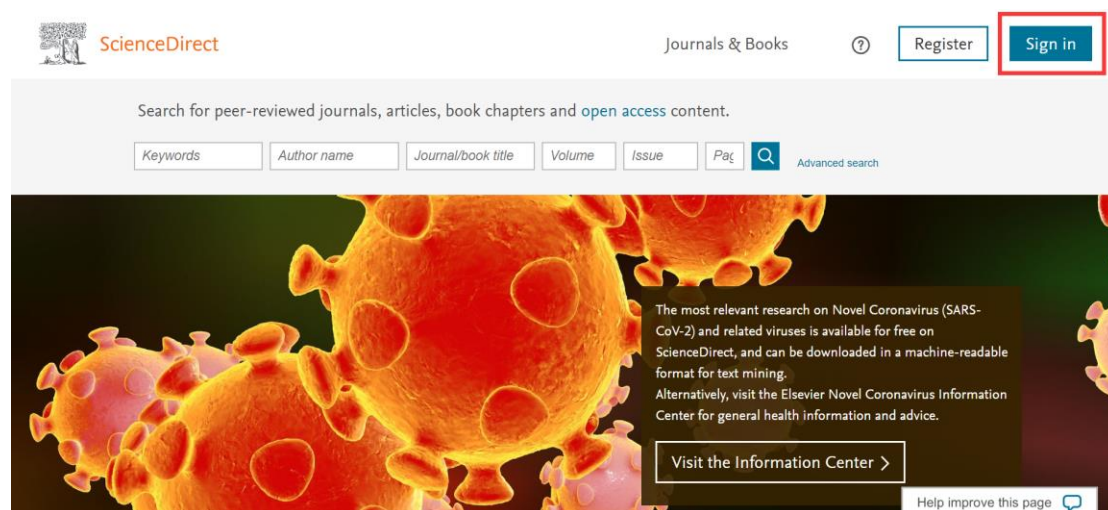 ScienceDirect
Journals & Books
?
Register
Sign in
Search for peer-reviewed journals, articles, book chapters and open access content.
Keywords
Author name
Journal/book title
Volume
Issue
Advanced search
The most relevant research on Novel Coronavirus (SARS-
CoV-2) and related viruses is available for free on
ScienceDirect, and can be downloaded in a machine-readable
format for text mining.
Alternatively, visit the Elsevier Novel Coronavirus Information
Center for general health information and advice.
Visit the Information Center >
Help improve this page